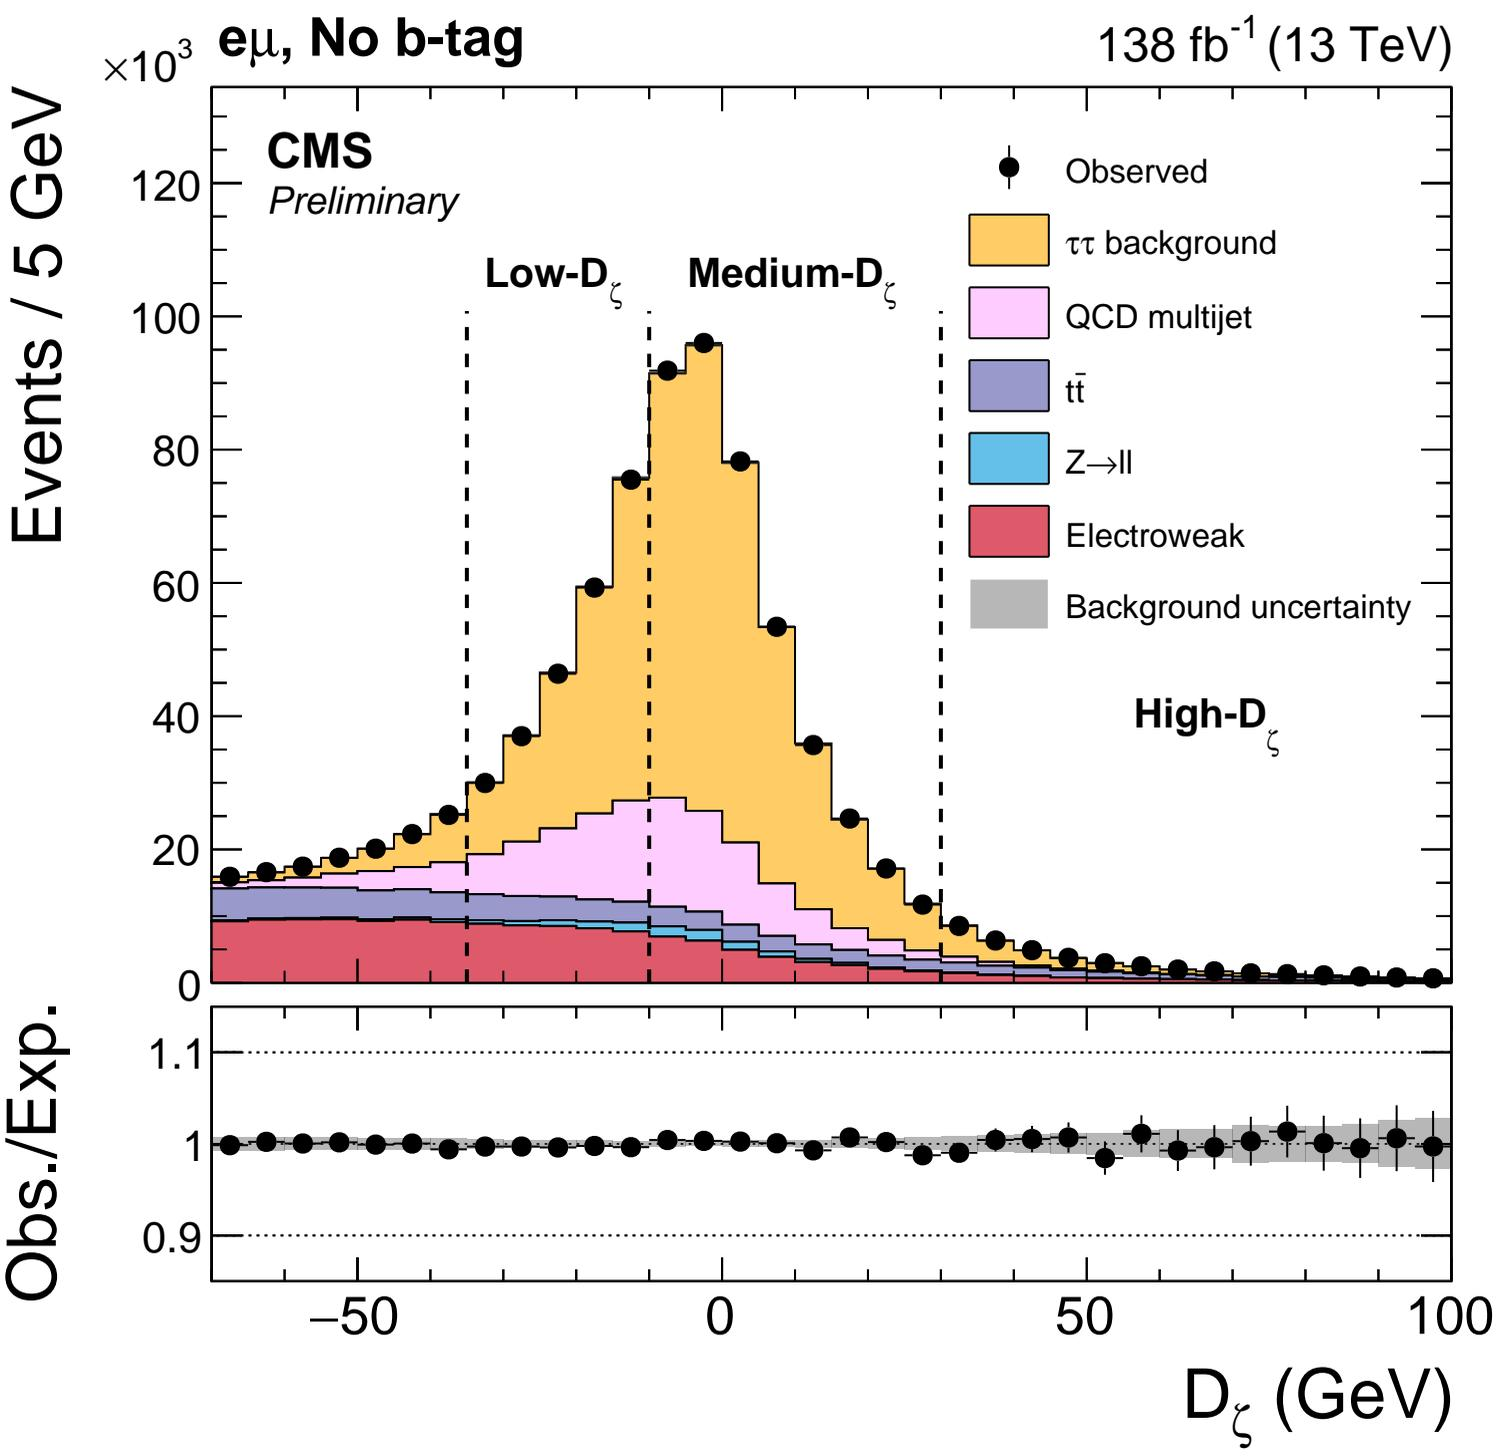 ×10³ eμ, No b-tag 138 fb⁻¹ (13 TeV)
CMS
Preliminary
Observed
ττ background
QCD multijet
tt̄
Z→ll
Electroweak
Background uncertainty
Low-Dζ Medium-Dζ
High-Dζ
Events / 5 GeV
120
100
80
60
40
20
0
Obs./Exp.
1.1
1
0.9
−50 0 50 100
Dζ (GeV)